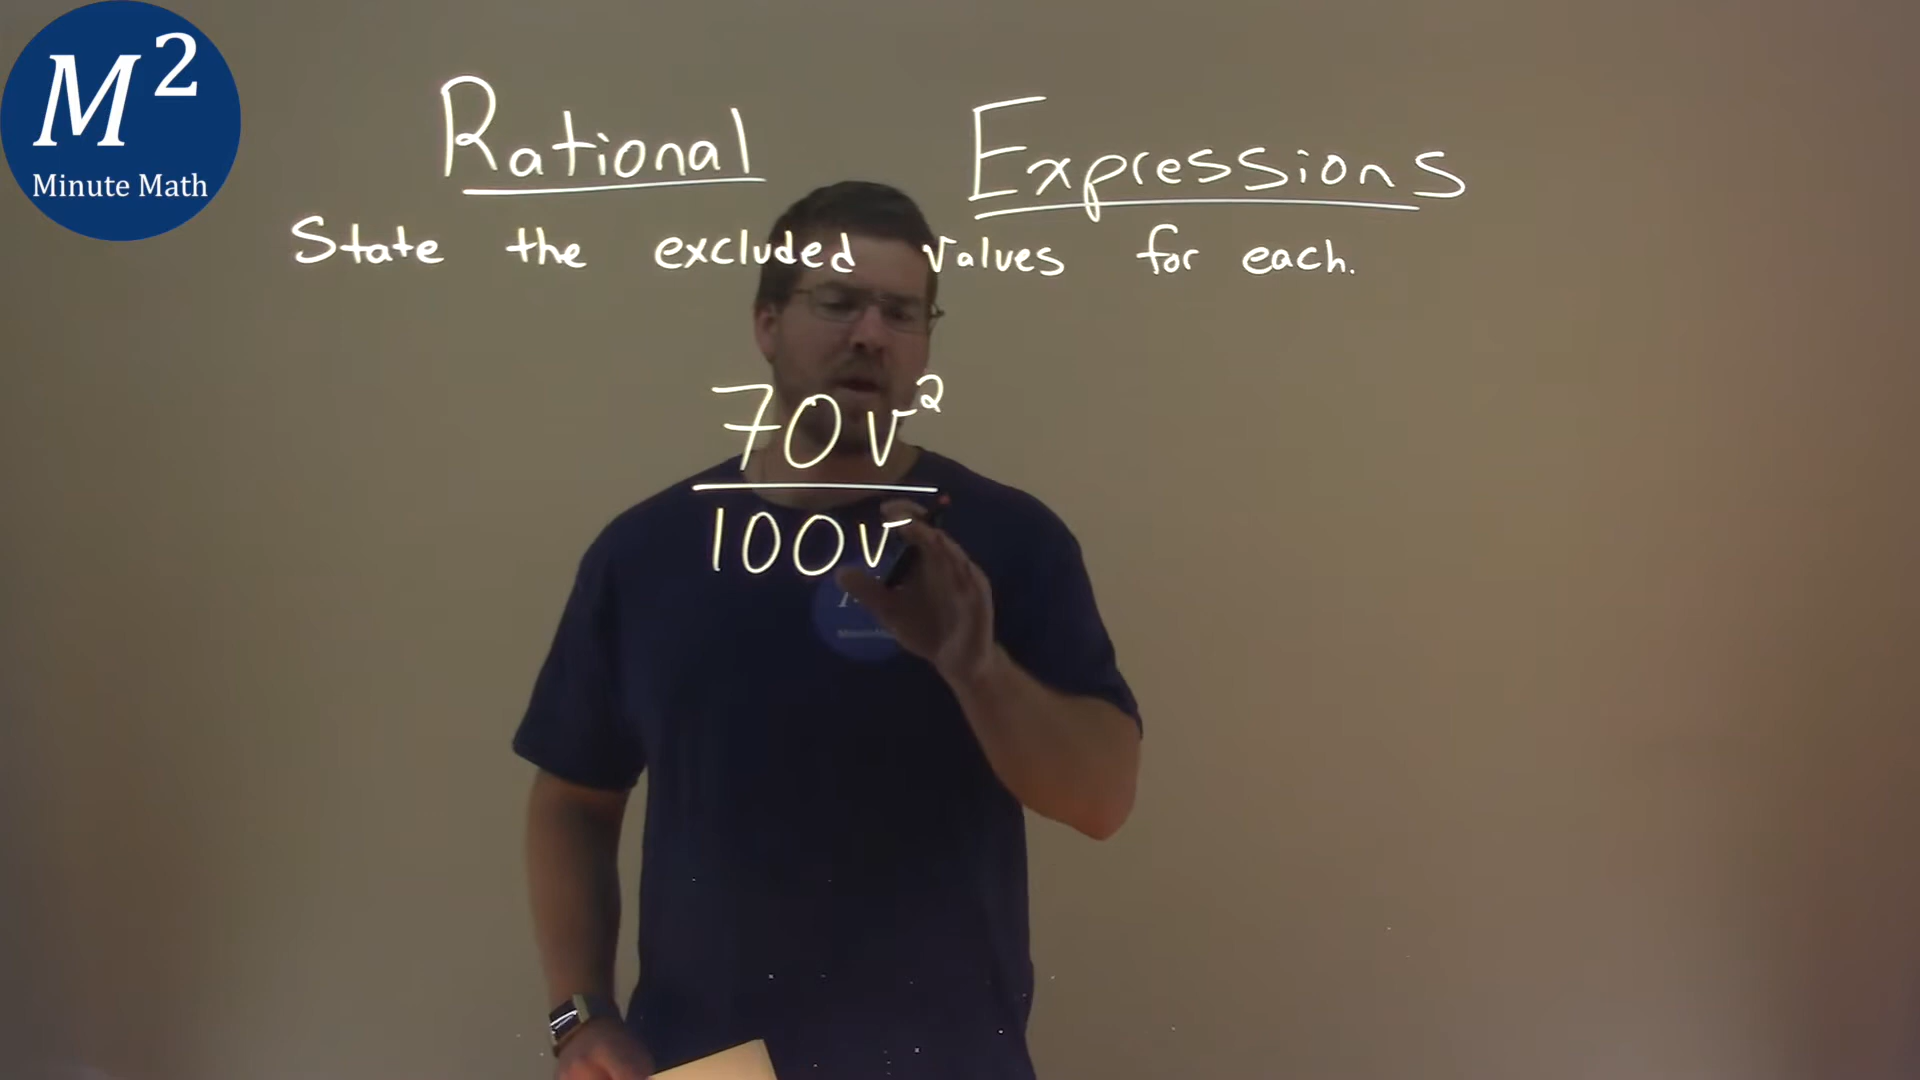 M²
Minute Math
Rational Expressions
State the excluded values for each.
70v²
100v